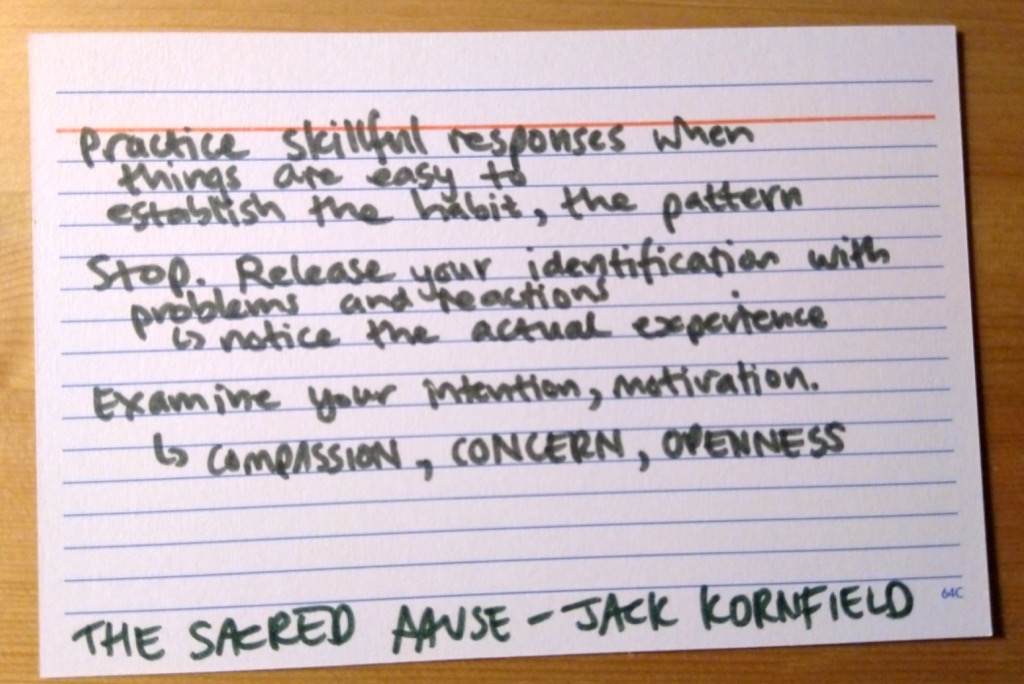 Practice skillful responses when
things are easy to
establish the habit, the pattern
Stop. Release your identification with
problems and reactions
↳ notice the actual experience
Examine your intention, motivation.
↳ COMPASSION, CONCERN, OPENNESS
64C
THE SACRED PAUSE - JACK KORNFIELD